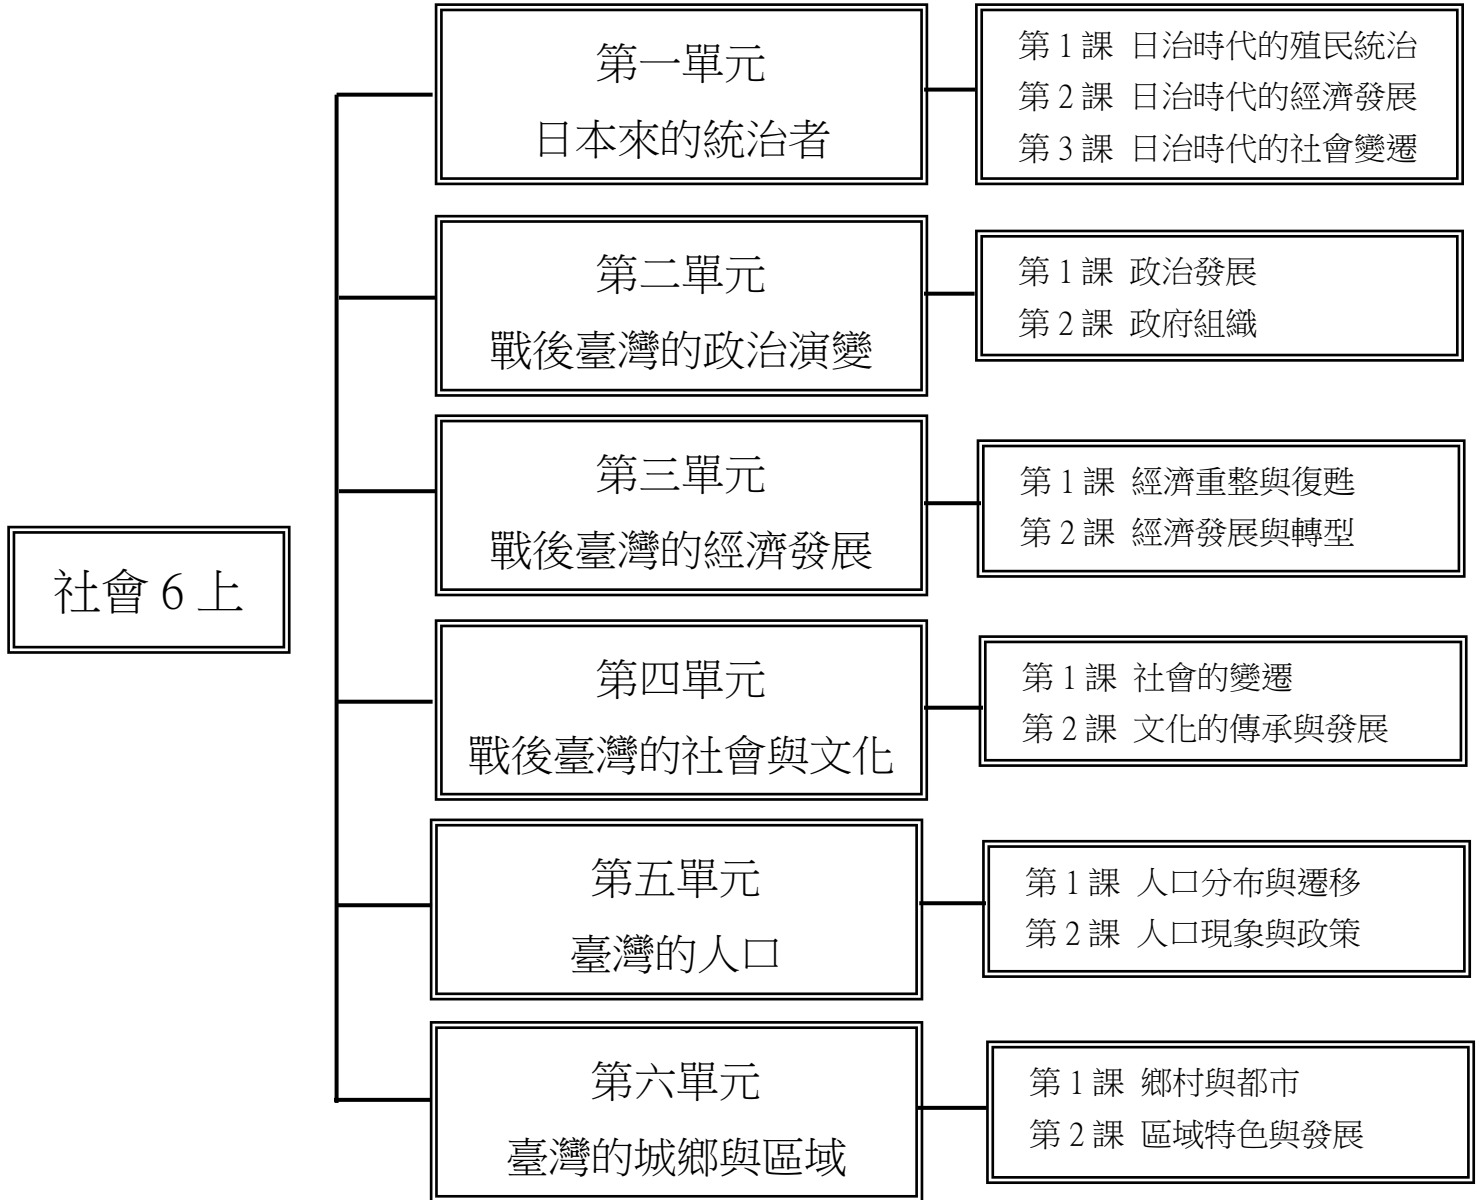 社會 6 上
第一單元
日本來的統治者
第 1 課 日治時代的殖民統治
第 2 課 日治時代的經濟發展
第 3 課 日治時代的社會變遷
第二單元
戰後臺灣的政治演變
第 1 課 政治發展
第 2 課 政府組織
第三單元
戰後臺灣的經濟發展
第 1 課 經濟重整與復甦
第 2 課 經濟發展與轉型
第四單元
戰後臺灣的社會與文化
第 1 課 社會的變遷
第 2 課 文化的傳承與發展
第五單元
臺灣的人口
第 1 課 人口分布與遷移
第 2 課 人口現象與政策
第六單元
臺灣的城鄉與區域
第 1 課 鄉村與都市
第 2 課 區域特色與發展